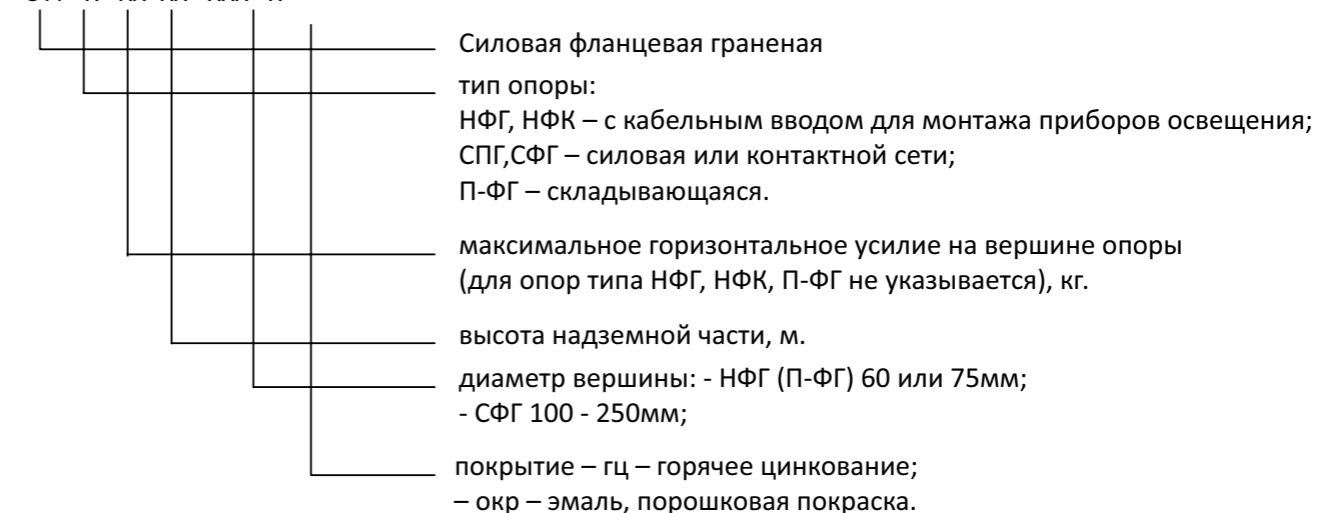 Силовая фланцевая граненая
тип опоры:
НФГ, НФК – с кабельным вводом для монтажа приборов освещения;
СПГ,СФГ – силовая или контактной сети;
П-ФГ – складывающаяся.
максимальное горизонтальное усилие на вершине опоры
(для опор типа НФГ, НФК, П-ФГ не указывается), кг.
высота надземной части, м.
диаметр вершины: - НФГ (П-ФГ) 60 или 75мм;
- СФГ 100 - 250мм;
покрытие – гц – горячее цинкование;
– окр – эмаль, порошковая покраска.